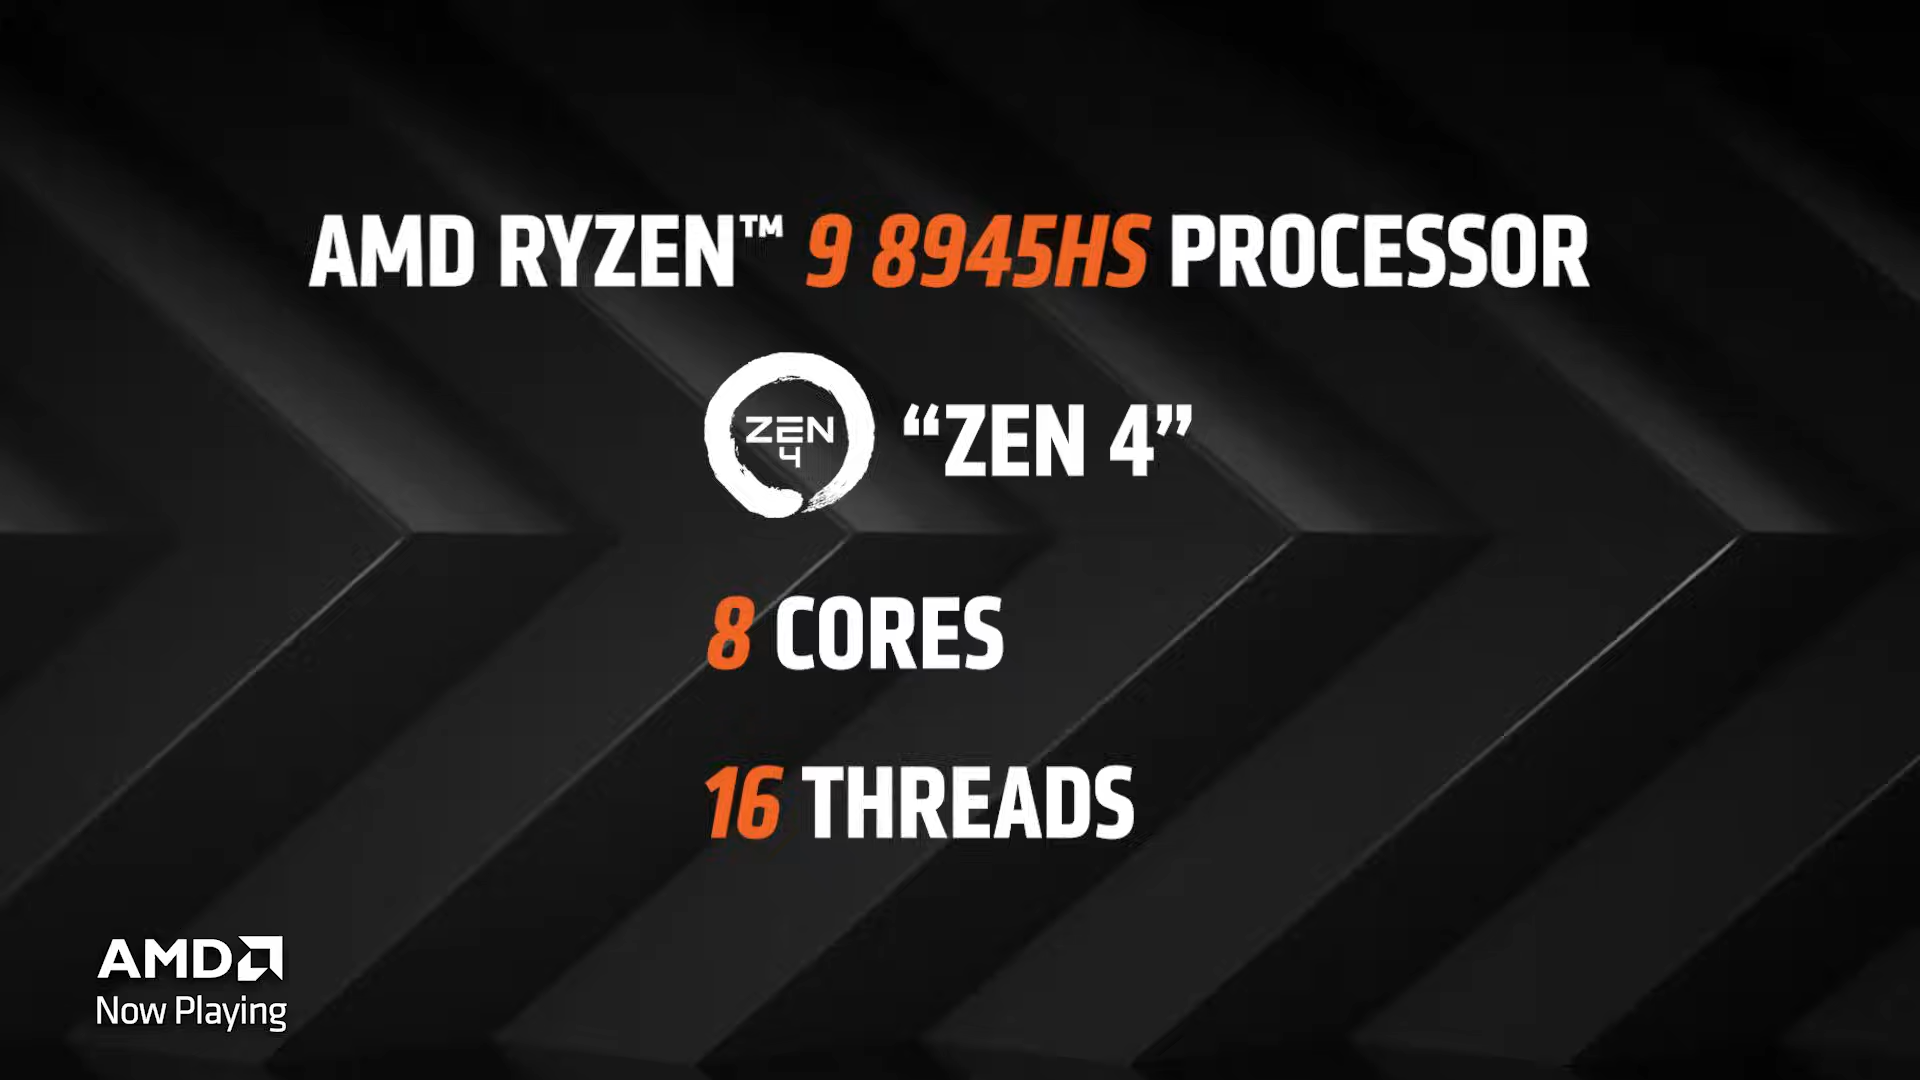 AMD RYZEN™ 9 8945HS PROCESSOR
ZEN
4
“ZEN 4”
8 CORES
16 THREADS
AMD
Now Playing